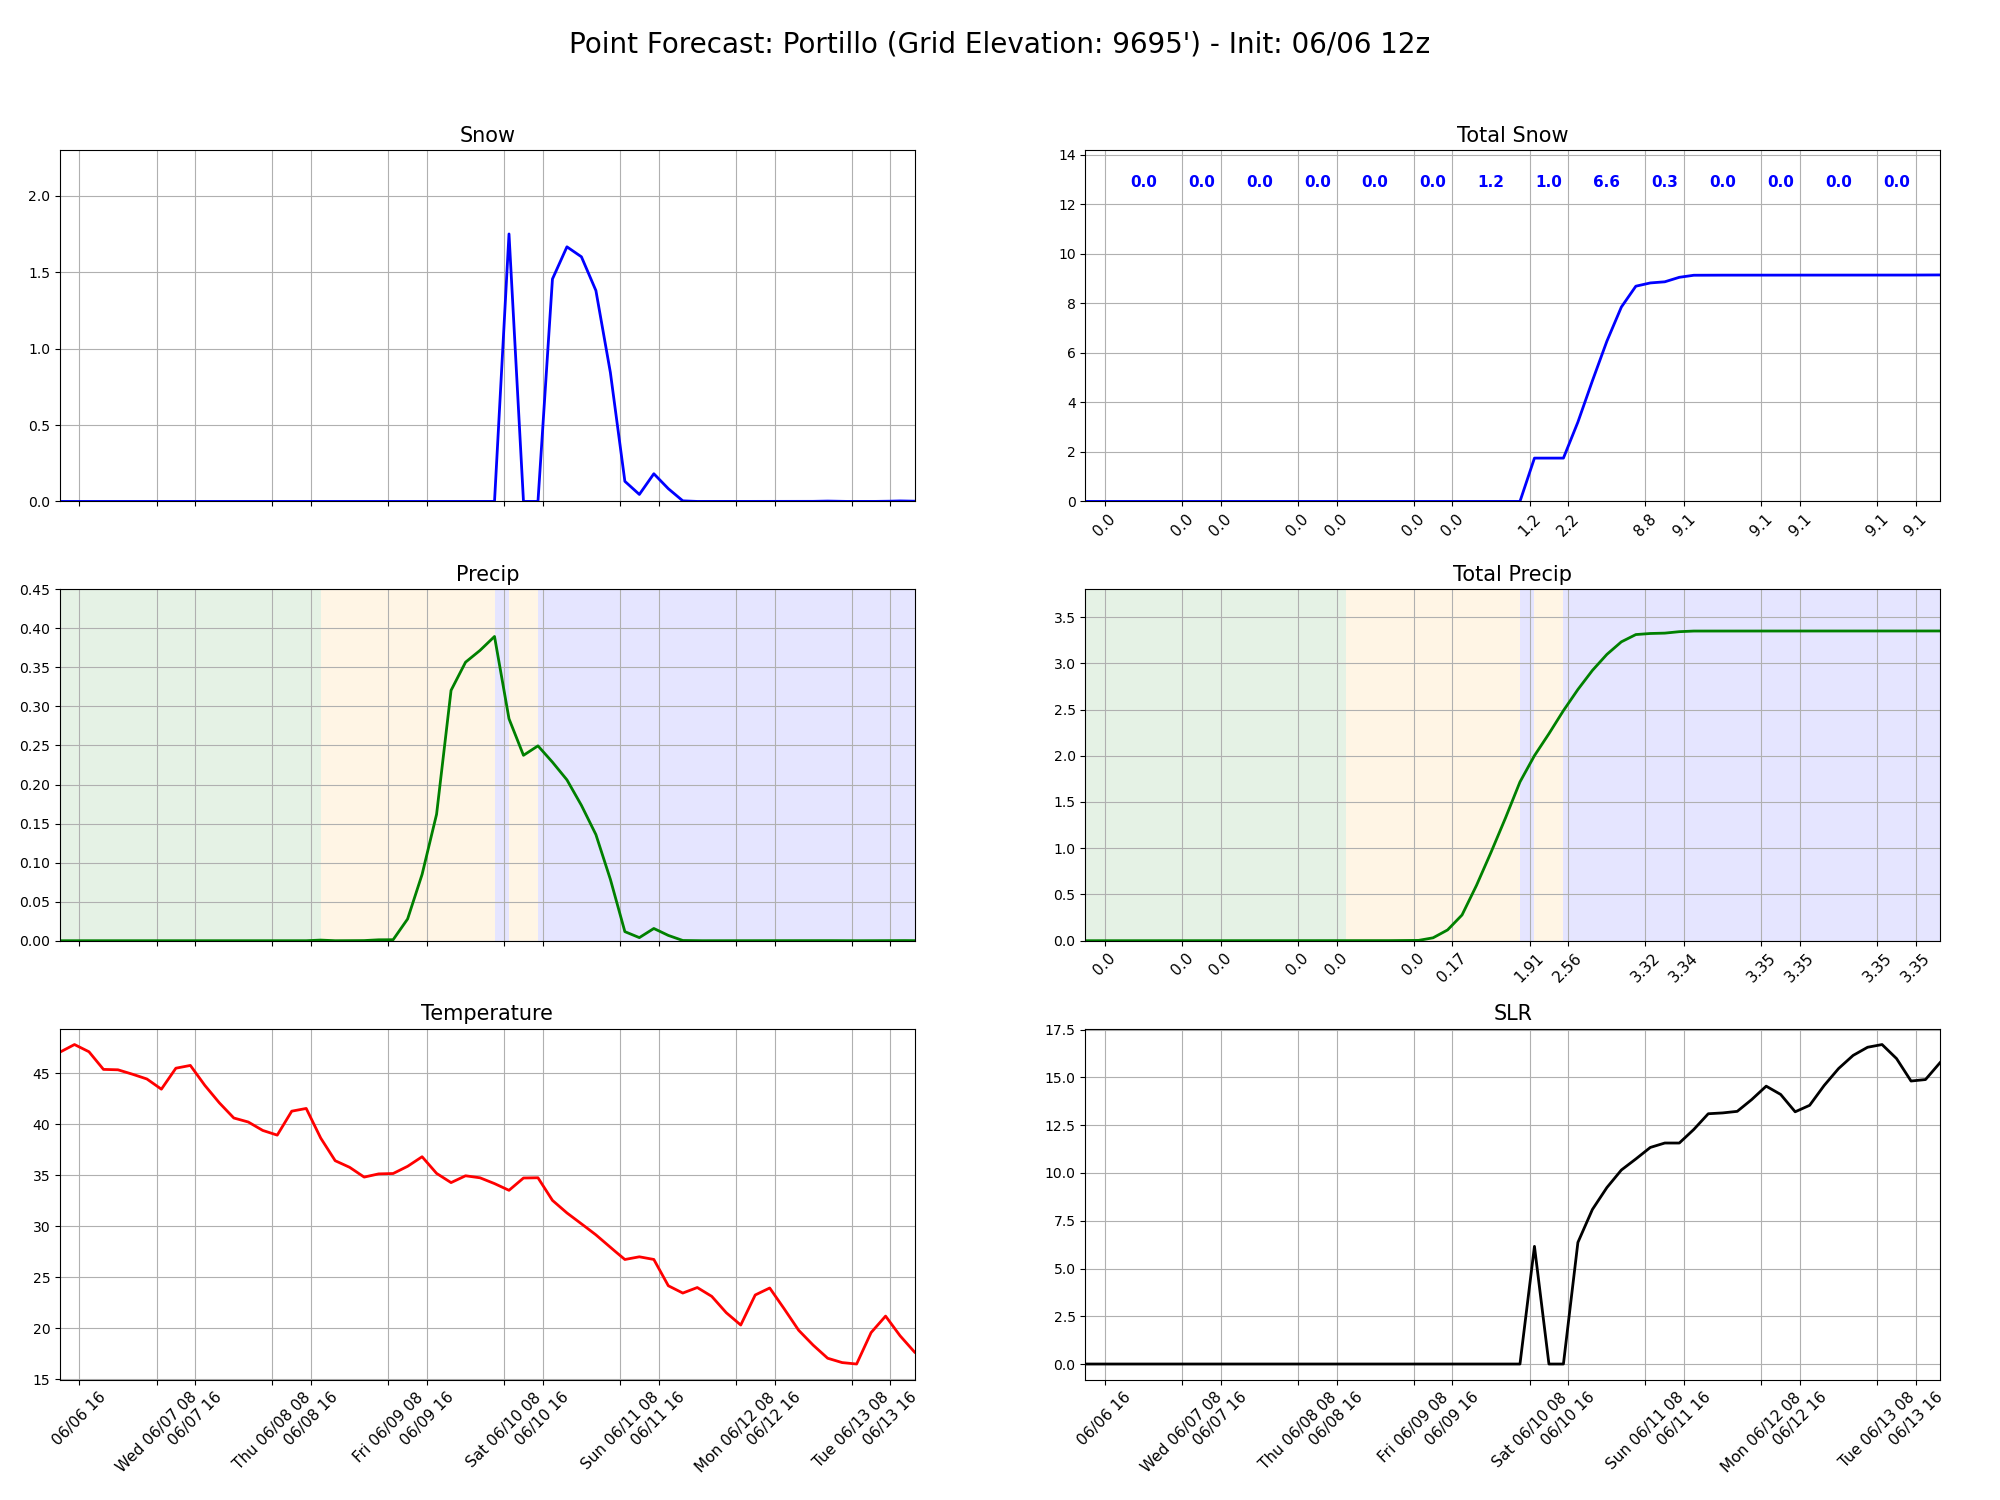 Point Forecast: Portillo (Grid Elevation: 9695') - Init: 06/06 12z
Snow
2.0
1.5
1.0
0.5
0.0
Total Snow
14
12
10
8
6
4
2
0
0.0 0.0 0.0 0.0 0.0 0.0 1.2 1.0 6.6 0.3 0.0 0.0 0.0 0.0
0.0 0.0 0.0 0.0 0.0 0.0 0.0 1.2 2.2 8.8 9.1 9.1 9.1 9.1 9.1
Precip
0.45
0.40
0.35
0.30
0.25
0.20
0.15
0.10
0.05
0.00
Total Precip
3.5
3.0
2.5
2.0
1.5
1.0
0.5
0.0
0.0 0.0 0.0 0.0 0.0 0.0 0.17 1.91 2.56 3.32 3.34 3.35 3.35 3.35 3.35
Temperature
45
40
35
30
25
20
15
06/06 16
Wed 06/07 08
06/07 16
Thu 06/08 08
06/08 16
Fri 06/09 08
06/09 16
Sat 06/10 08
06/10 16
Sun 06/11 08
06/11 16
Mon 06/12 08
06/12 16
Tue 06/13 08
06/13 16
SLR
17.5
15.0
12.5
10.0
7.5
5.0
2.5
0.0
06/06 16
Wed 06/07 08
06/07 16
Thu 06/08 08
06/08 16
Fri 06/09 08
06/09 16
Sat 06/10 08
06/10 16
Sun 06/11 08
06/11 16
Mon 06/12 08
06/12 16
Tue 06/13 08
06/13 16